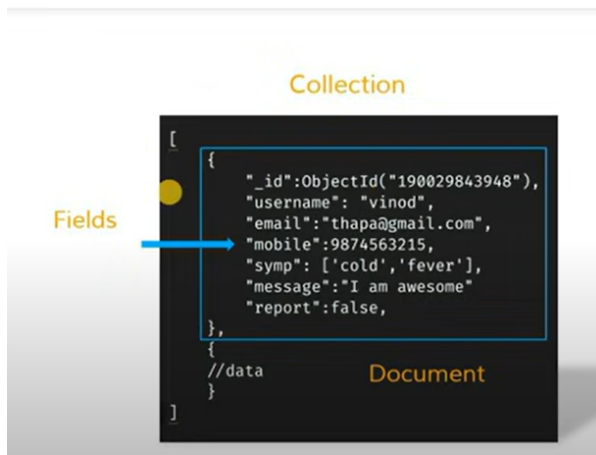 Collection
[
{
"_id":ObjectId("190029843948"),
"username": "vinod",
"email":"thapa@gmail.com",
Fields
"mobile":9874563215,
"symp": ['cold','fever'],
"message":"I am awesome"
"report":false,
},
{
//data
}
Document
]